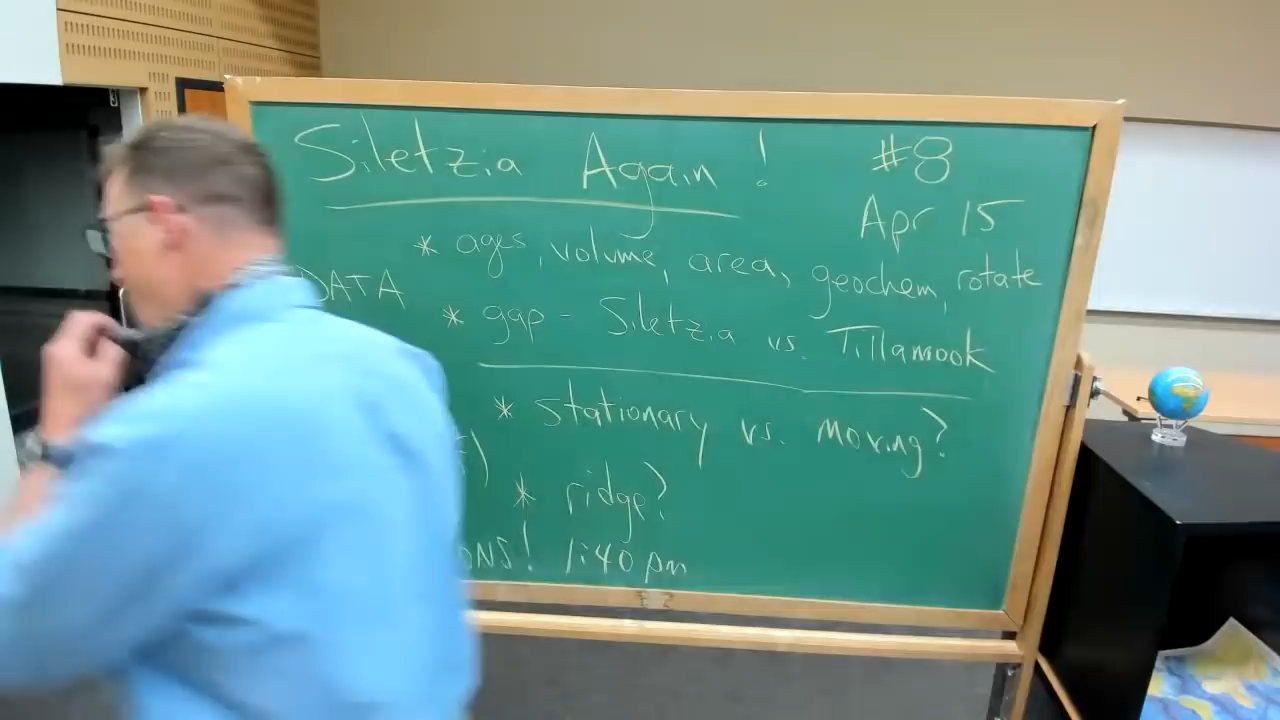 Siletzia Again! #8
Apr 15
* ages, volume, area, geochem, rotate
DATA
* gap - Siletzia vs. Tillamook
* stationary vs. moving?
* ridge?
1:40 pm